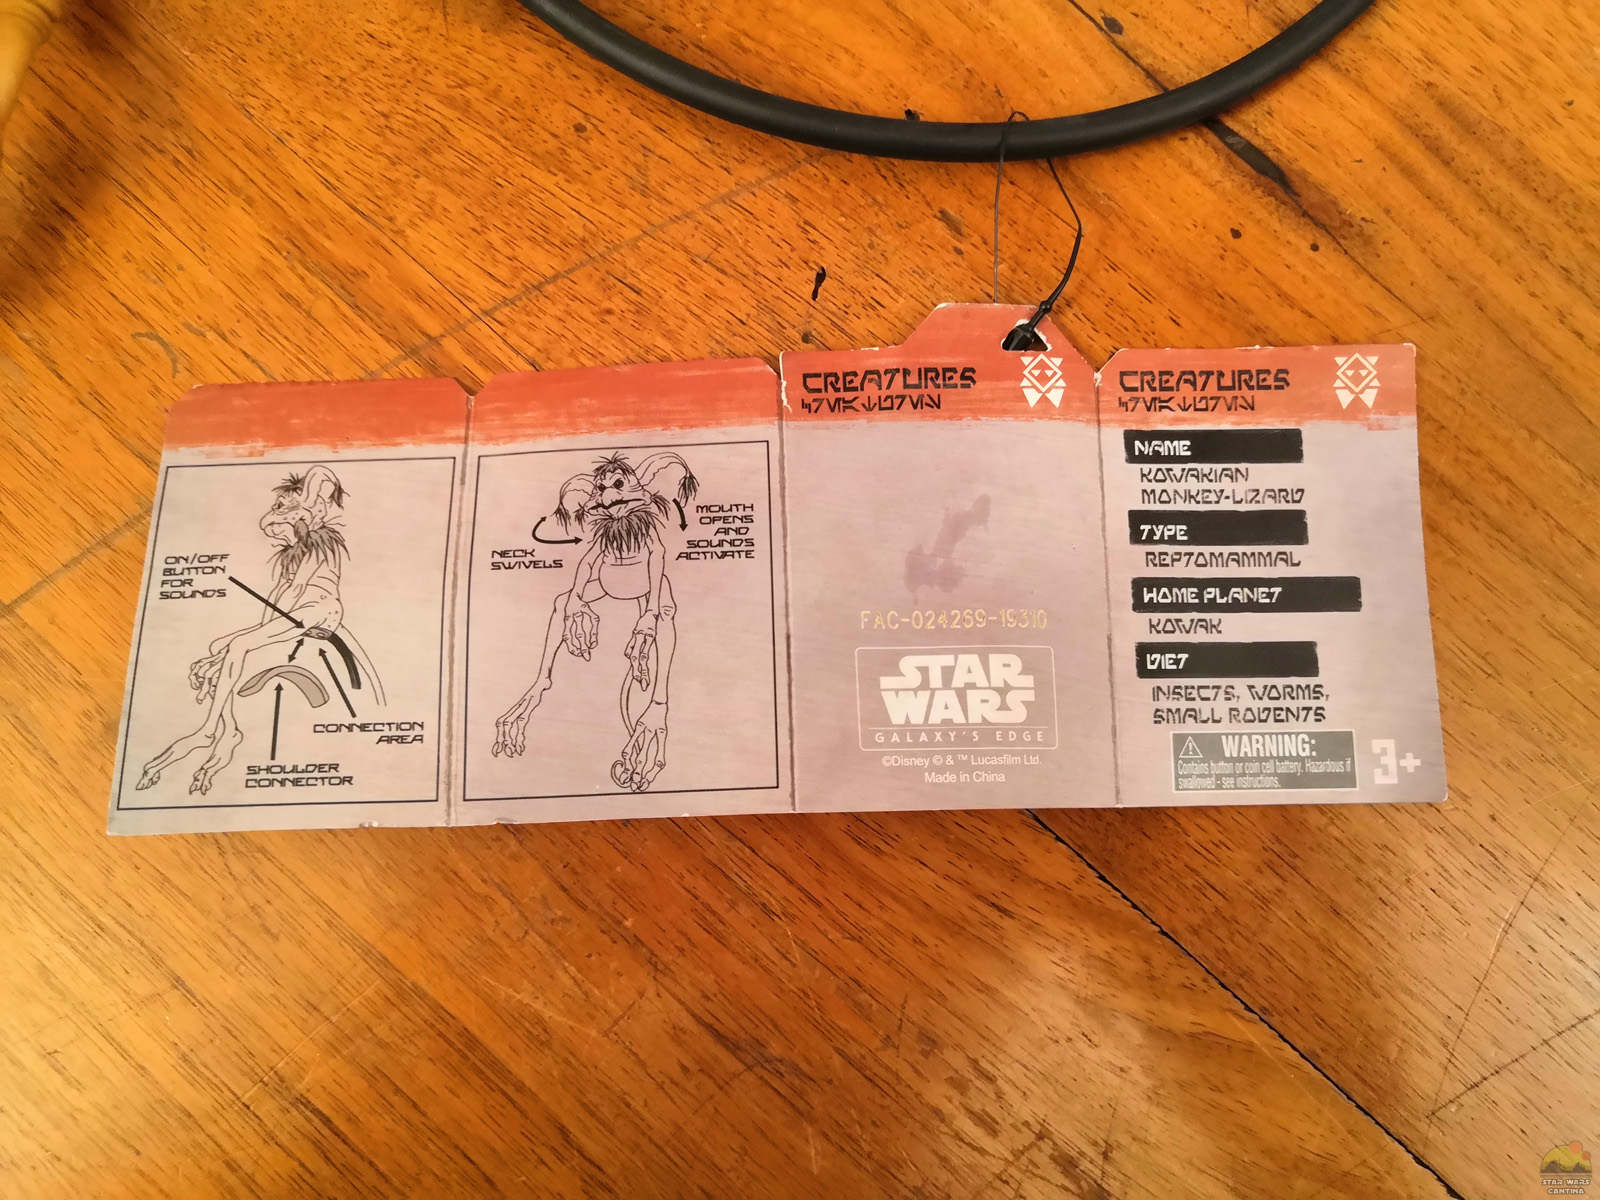 ON/OFF
BUTTON
FOR
SOUNDS
CONNECTION
AREA
SHOULDER
CONNECTOR
NECK
SWIVELS
MOUTH
OPENS
AND
SOUNDS
ACTIVATE
CREATURES
FAC-024269-19310
STAR
WARS
GALAXY'S EDGE
©Disney © & ™ Lucasfilm Ltd.
Made in China
CREATURES
NAME
KOWAKIAN
MONKEY-LIZARD
TYPE
REPTOMAMMAL
HOME PLANET
KOWAK
DIET
INSECTS, WORMS,
SMALL RODENTS
WARNING:
Contains button or coin cell battery. Hazardous if
swallowed - see instructions.
3+
STAR WARS
CANTINA